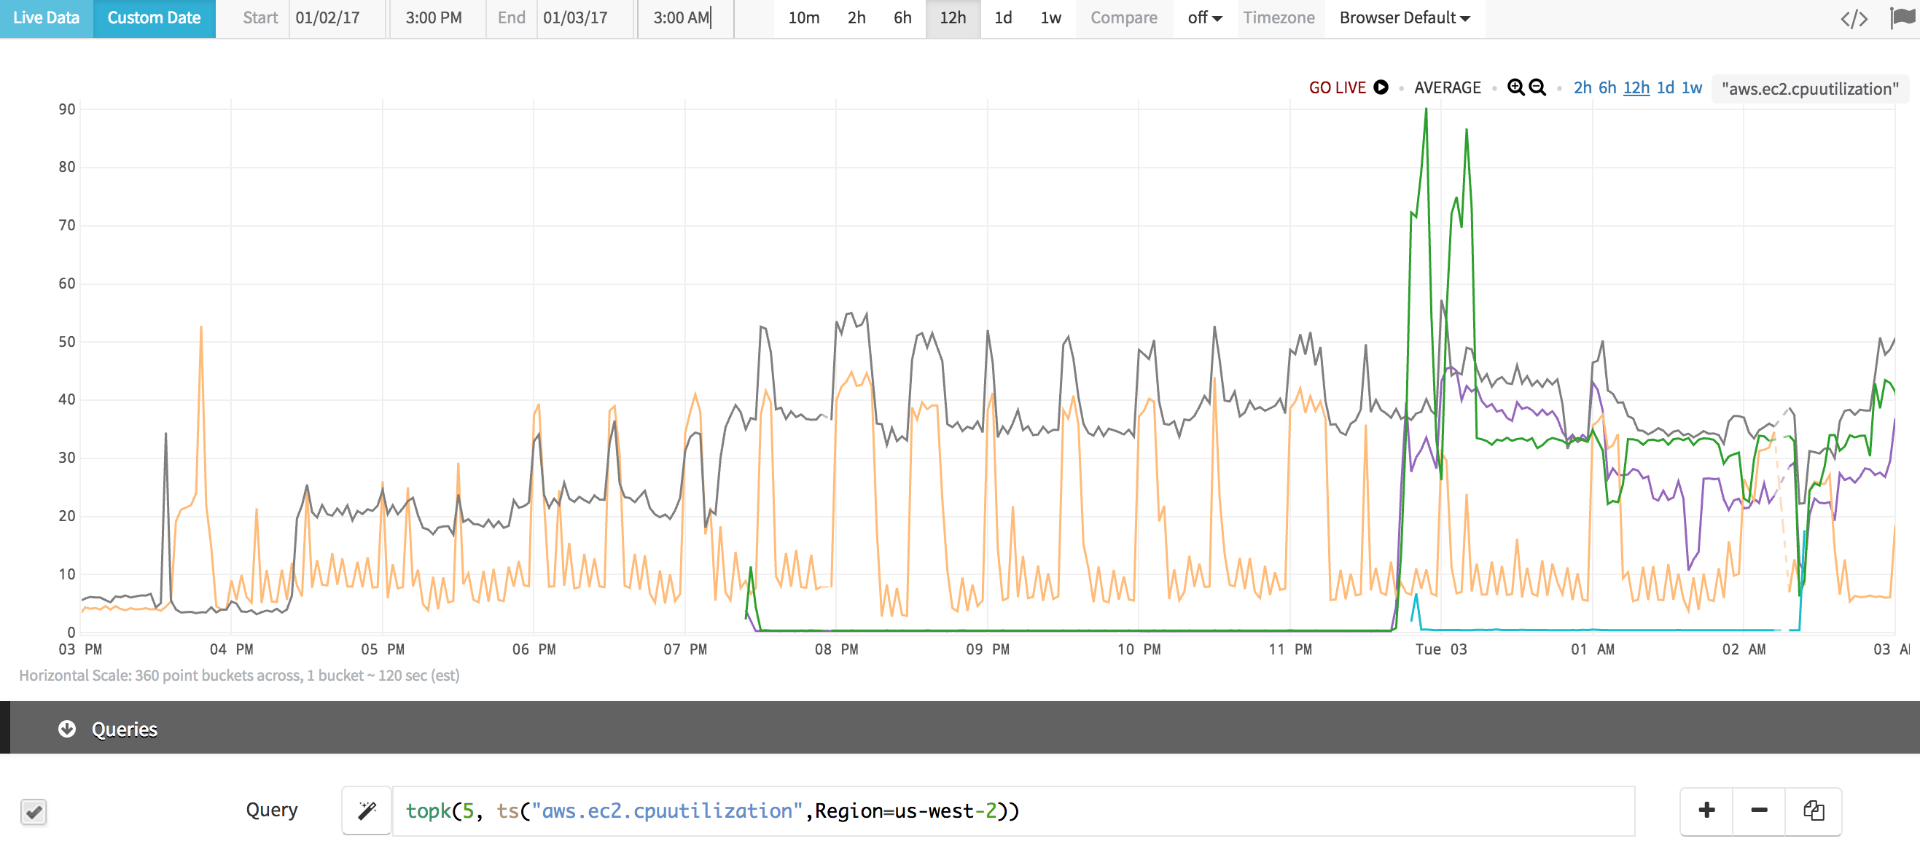 Live Data Custom Date Start 01/02/17 3:00 PM End 01/03/17 3:00 AM 10m 2h 6h 12h 1d 1w Compare off Timezone Browser Default
GO LIVE • AVERAGE • • 2h 6h 12h 1d 1w "aws.ec2.cpuutilization"
90
80
70
60
50
40
30
20
10
0
03 PM 04 PM 05 PM 06 PM 07 PM 08 PM 09 PM 10 PM 11 PM Tue 03 01 AM 02 AM 03 A
Horizontal Scale: 360 point buckets across, 1 bucket ~ 120 sec (est)
Queries
Query topk(5, ts("aws.ec2.cpuutilization",Region=us-west-2))